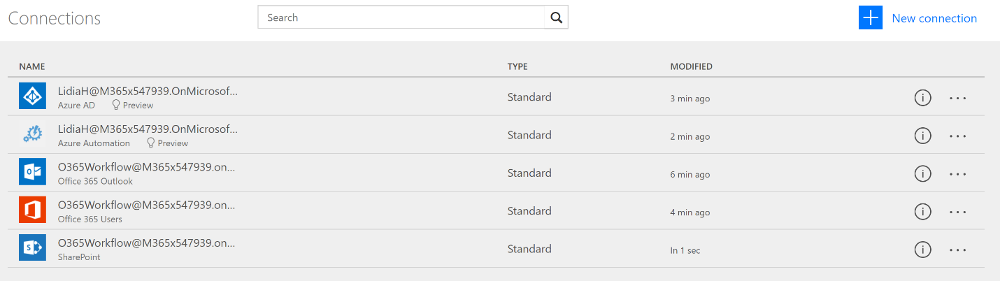 Connections
Search
New connection
NAME TYPE MODIFIED
LidiaH@M365x547939.OnMicrosof...
Standard
3 min ago
Azure AD Preview
LidiaH@M365x547939.OnMicrosof...
Standard
2 min ago
Azure Automation Preview
O365Workflow@M365x547939.on...
Standard
6 min ago
Office 365 Outlook
O365Workflow@M365x547939.on...
Standard
4 min ago
Office 365 Users
O365Workflow@M365x547939.on...
Standard
In 1 sec
SharePoint